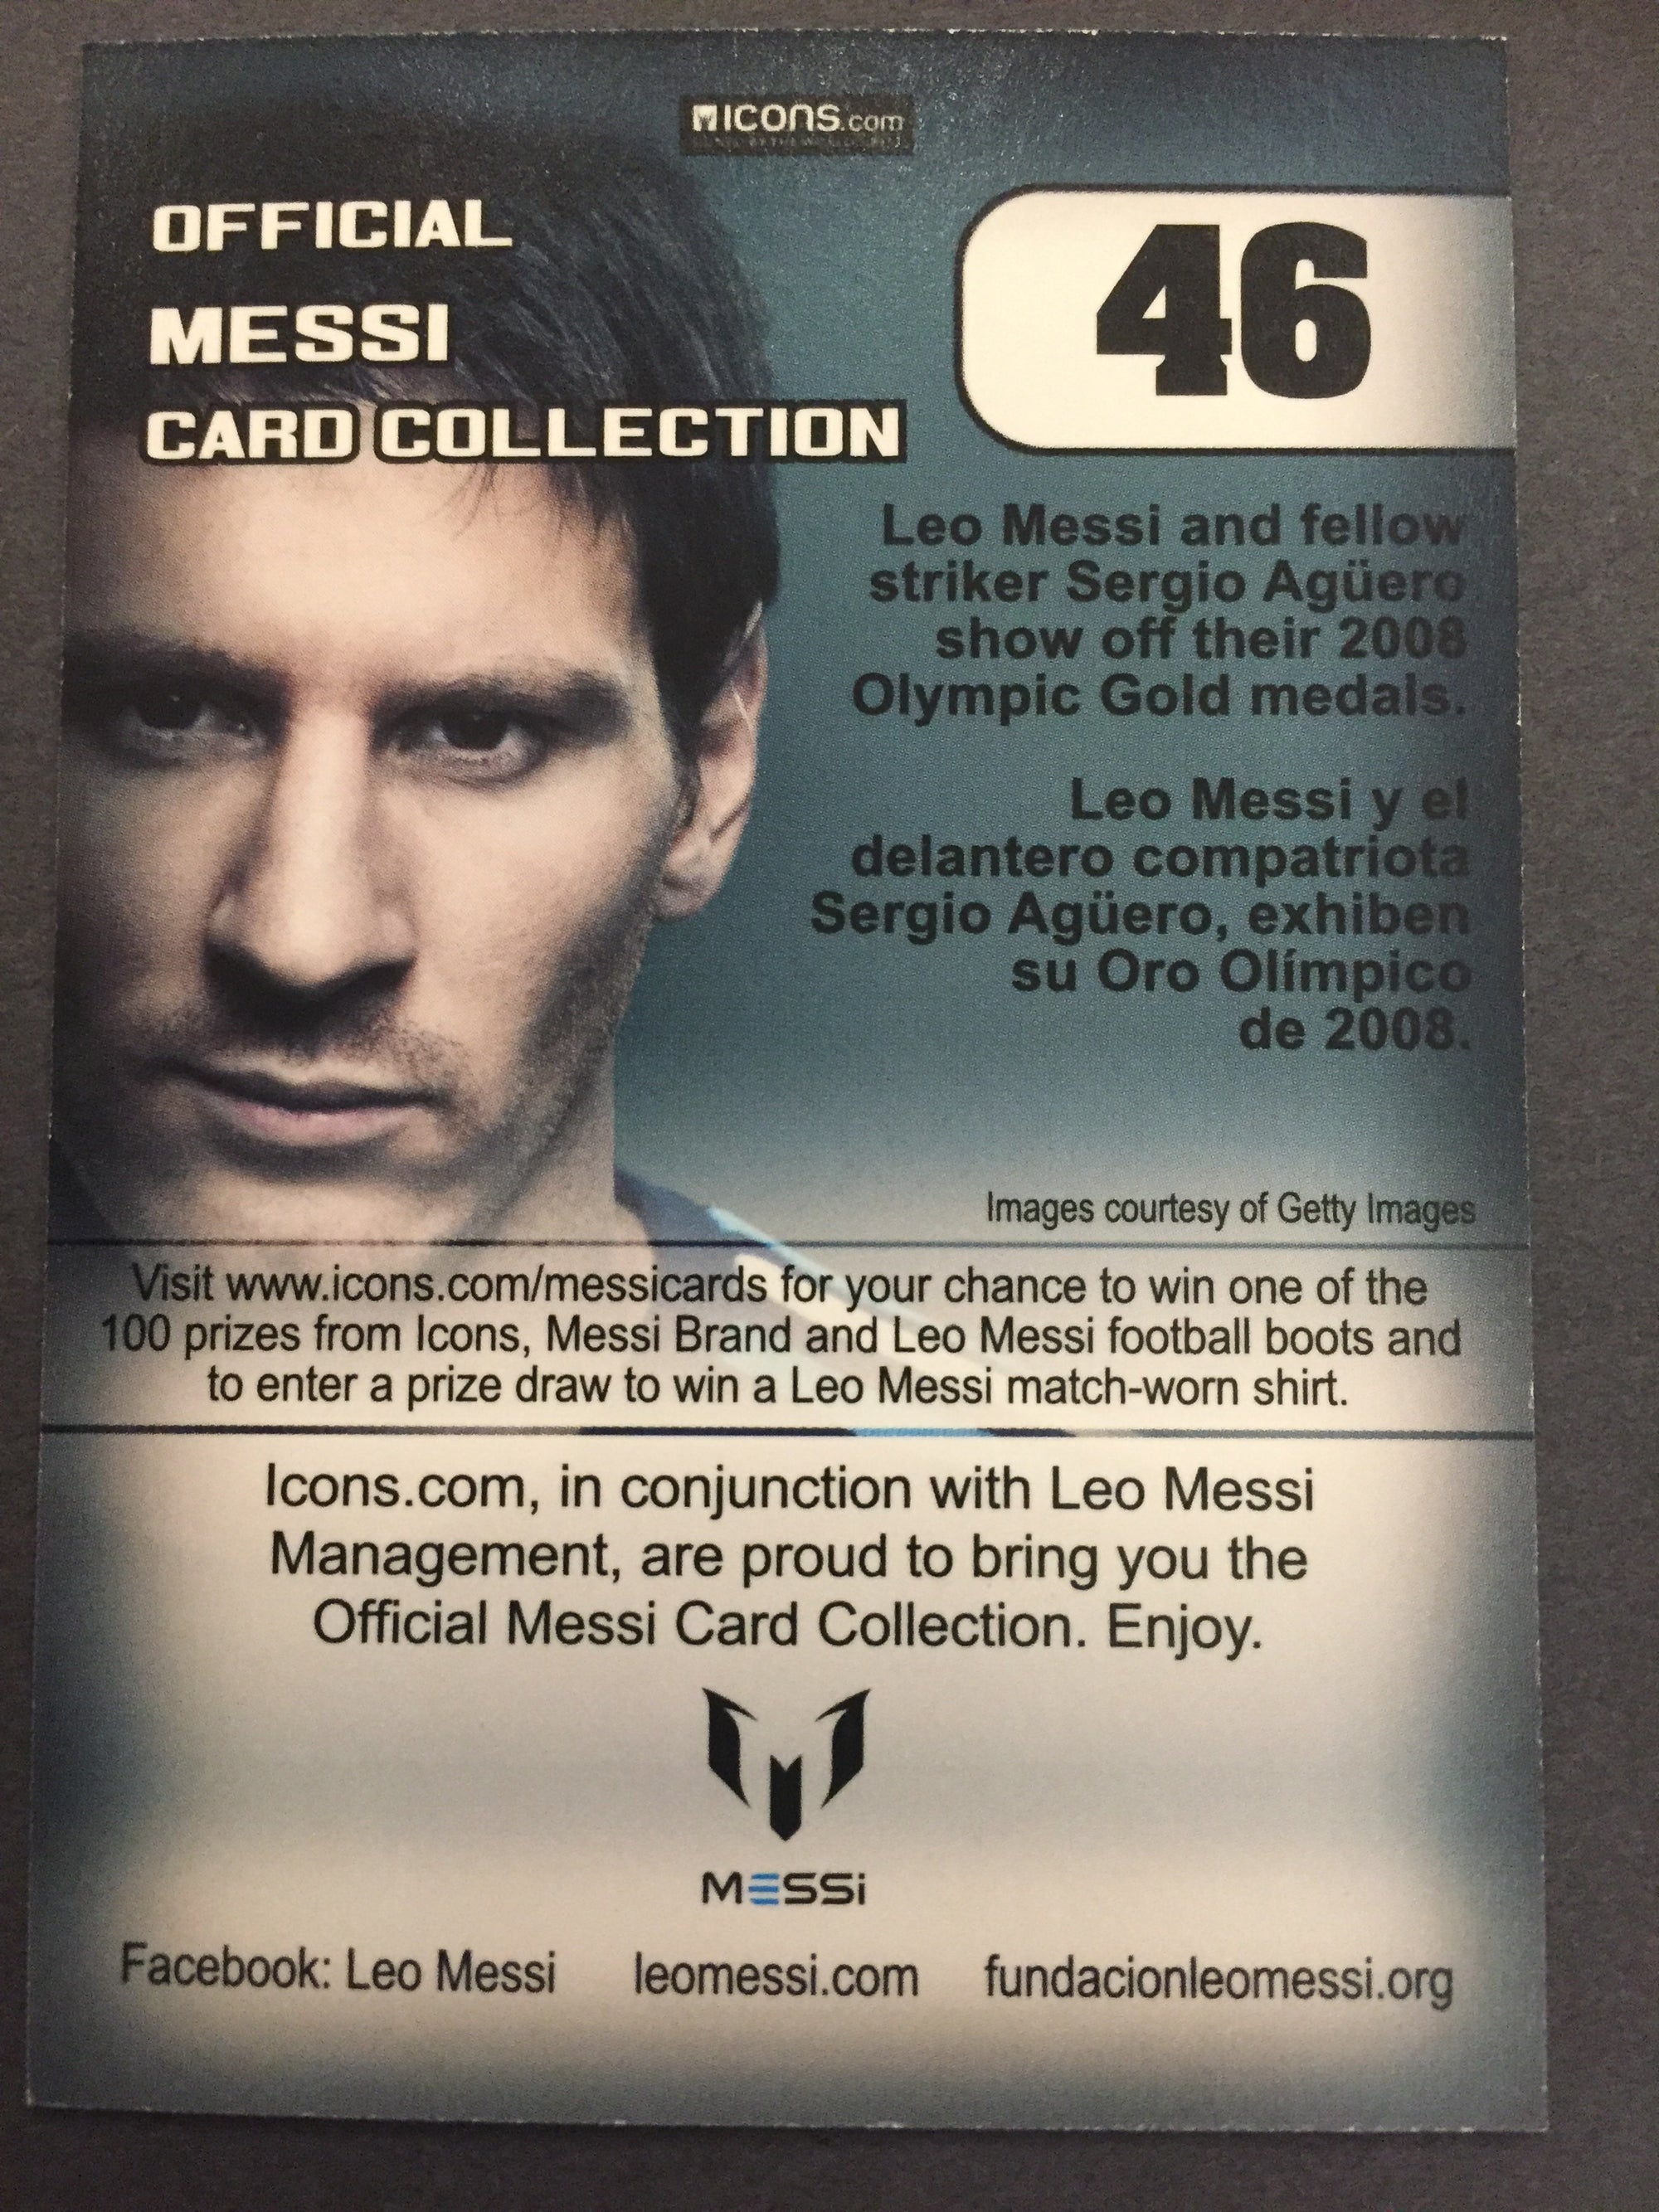 ICONS.com
OFFICIAL
MESSI
CARD COLLECTION
46
Leo Messi and fellow
striker Sergio Agüero
show off their 2008
Olympic Gold medals.
Leo Messi y el
delantero compatriota
Sergio Agüero, exhiben
su Oro Olímpico
de 2008.
Images courtesy of Getty Images
Visit www.icons.com/messicards for your chance to win one of the
100 prizes from Icons, Messi Brand and Leo Messi football boots and
to enter a prize draw to win a Leo Messi match-worn shirt.
Icons.com, in conjunction with Leo Messi
Management, are proud to bring you the
Official Messi Card Collection. Enjoy.
MESSi
Facebook: Leo Messi leomessi.com fundacionleomessi.org